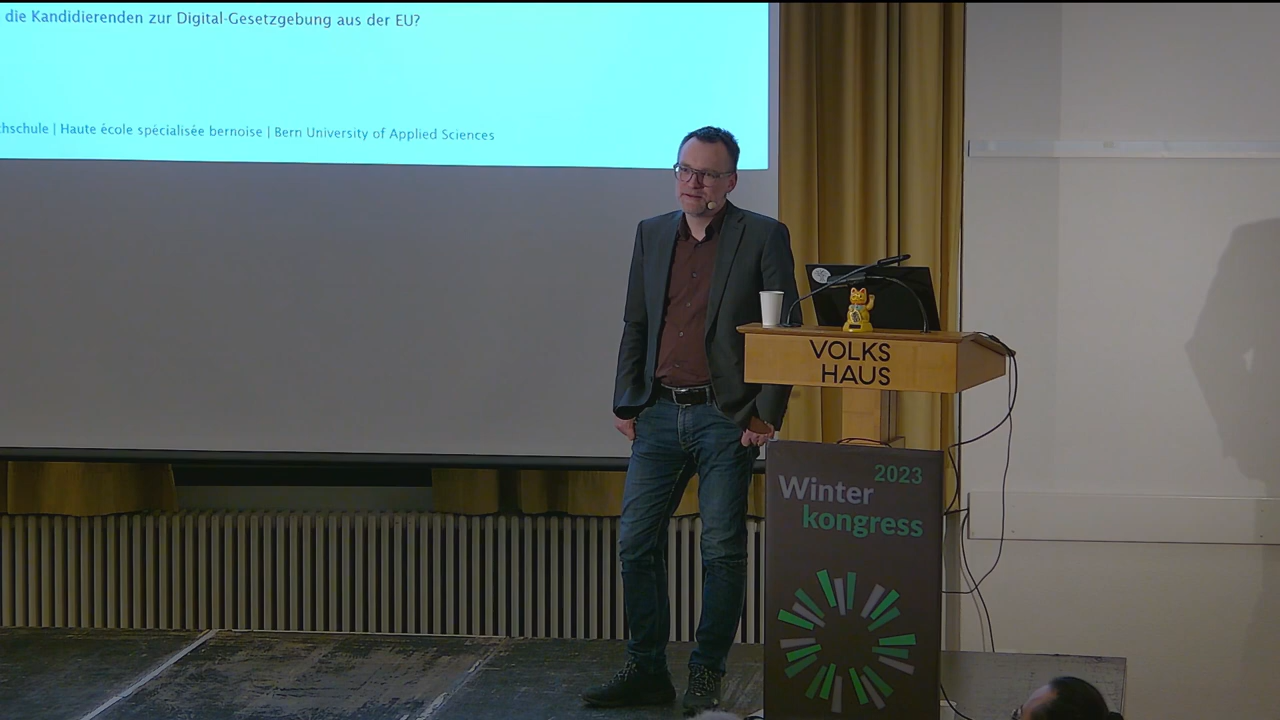 die Kandidierenden zur Digital-Gesetzgebung aus der EU?
chschule | Haute école spécialisée bernoise | Bern University of Applied Sciences
VOLKS
HAUS
2023
Winter
kongress